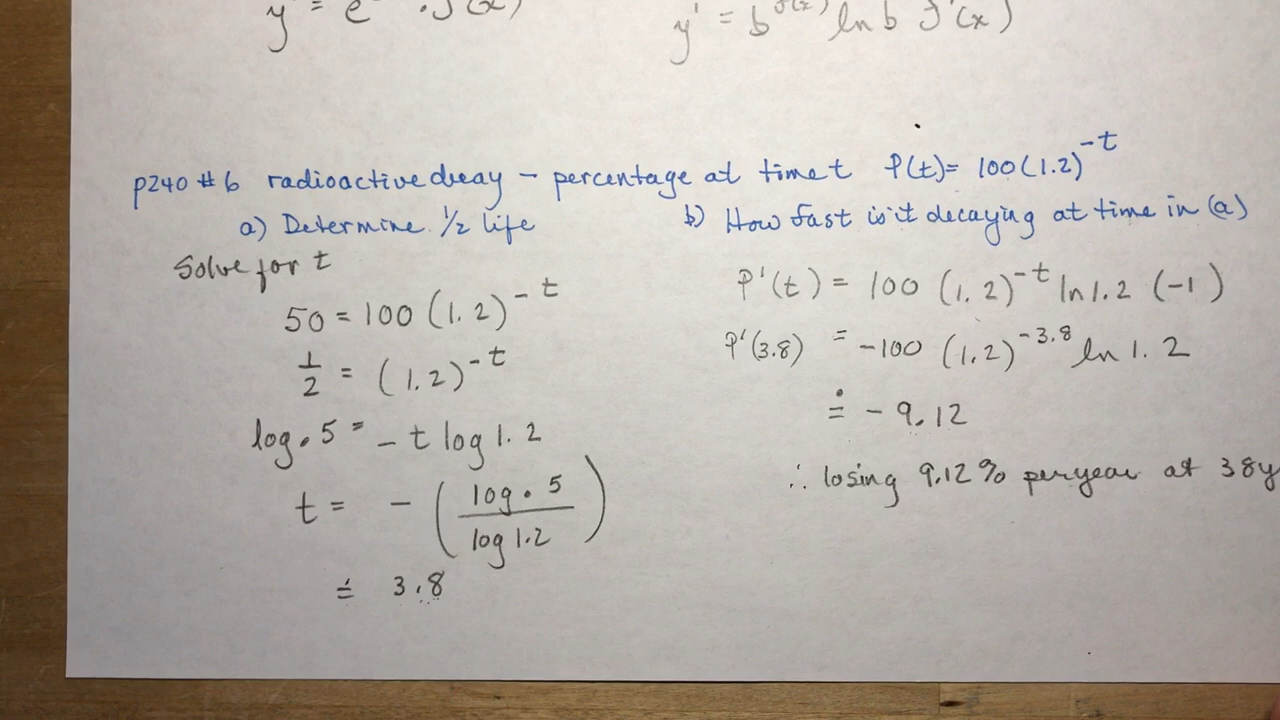 y' = e · f'(x)
y' = b^f(x) ln b f'(x)
p240 #6 radioactive decay – percentage at time t P(t)= 100(1.2)^-t
a) Determine ½ life
b) How fast is it decaying at time in (a)
Solve for t
50 = 100 (1.2)^-t
1/2 = (1.2)^-t
log .5 = -t log 1.2
t = - (log .5 / log 1.2)
≐ 3.8
P'(t) = 100 (1.2)^-t ln 1.2 (-1)
P'(3.8) = -100 (1.2)^-3.8 ln 1.2
≐ - 9.12
∴ losing 9.12% per year at 3.8y